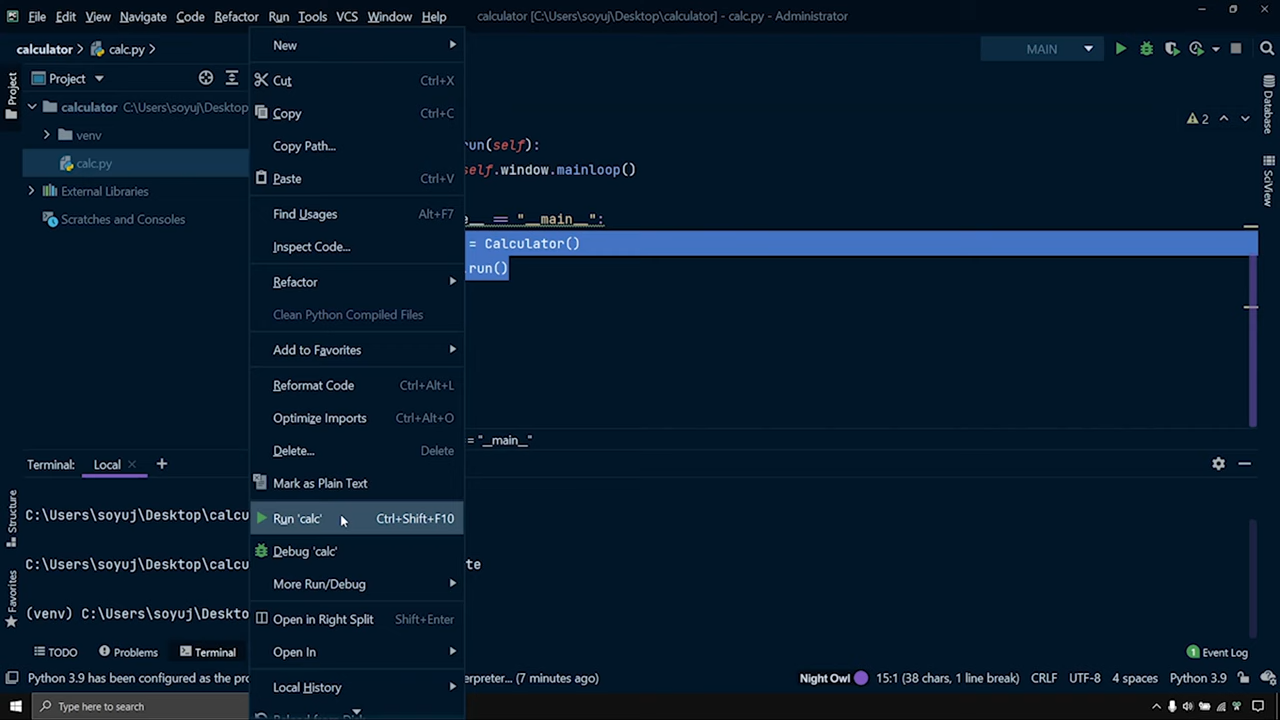 File Edit View Navigate Code Refactor Run Tools VCS Window Help calculator [C:\Users\soyuj\Desktop\calculator] - calc.py - Administrator
calculator calc.py MAIN
Project
Project
calculator C:\Users\soyuj\Desktop
venv
calc.py
External Libraries
Scratches and Consoles
New
Cut Ctrl+X
Copy Ctrl+C
Copy Path...
Paste Ctrl+V
Find Usages Alt+F7
Inspect Code...
Refactor
Clean Python Compiled Files
Add to Favorites
Reformat Code Ctrl+Alt+L
Optimize Imports Ctrl+Alt+O
Delete... Delete
Mark as Plain Text
Run 'calc' Ctrl+Shift+F10
Debug 'calc'
More Run/Debug
Open in Right Split Shift+Enter
Open In
Local History
2
run(self):
self.window.mainloop()
e__ == "__main__":
= Calculator()
.run()
= "__main__"
Database
SciView
Structure
Favorites
Terminal: Local
C:\Users\soyuj\Desktop\calcu
C:\Users\soyuj\Desktop\calcu te
(venv) C:\Users\soyuj\Deskto
TODO Problems Terminal 1 Event Log
Python 3.9 has been configured as the pro erpreter... (7 minutes ago) Night Owl 15:1 (38 chars, 1 line break) CRLF UTF-8 4 spaces Python 3.9
Type here to search